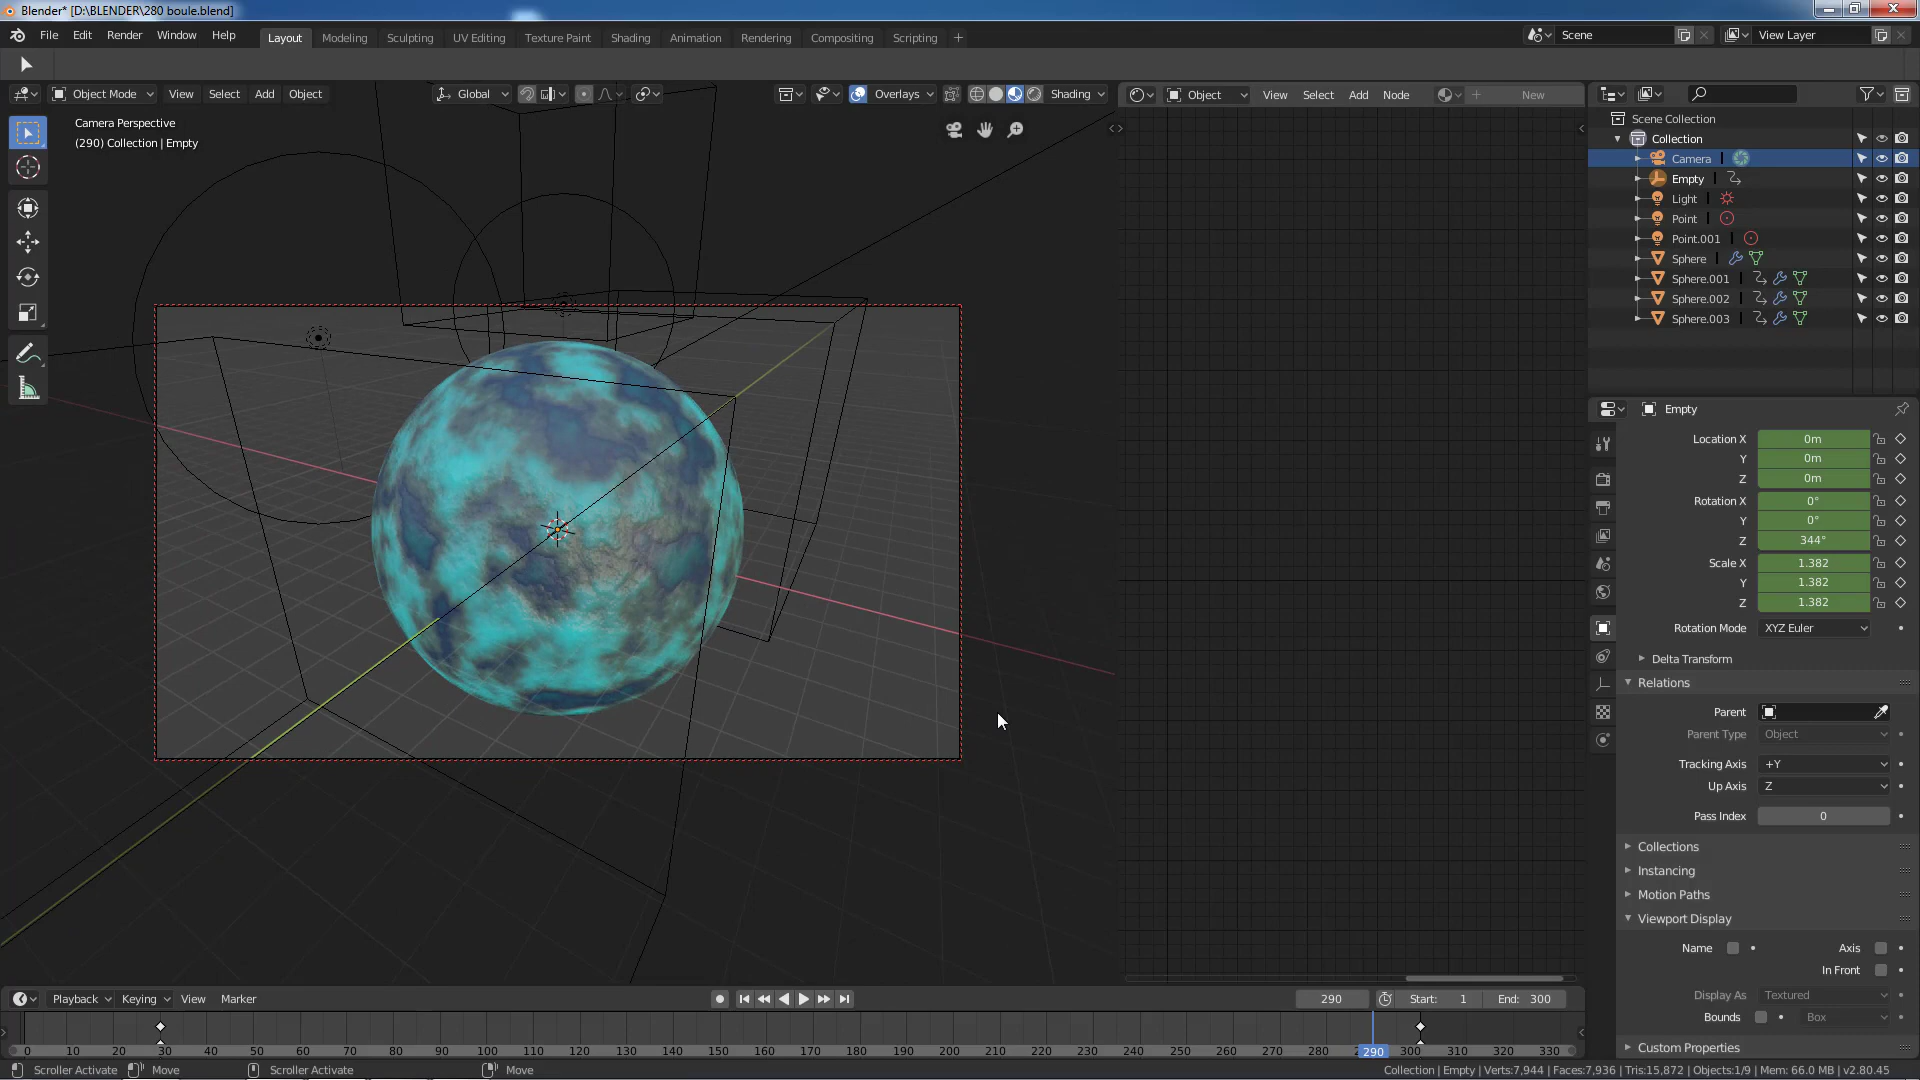 Blender* [D:\BLENDER\280 boule.blend]
File Edit Render Window Help Layout Modeling Sculpting UV Editing Texture Paint Shading Animation Rendering Compositing Scripting + Scene View Layer
Object Mode View Select Add Object Global Overlays Shading Object View Select Add Node New
Camera Perspective
(290) Collection | Empty
Scene Collection
Collection
Camera
Empty
Light
Point
Point.001
Sphere
Sphere.001
Sphere.002
Sphere.003
Empty
Location X 0m
Y 0m
Z 0m
Rotation X 0°
Y 0°
Z 344°
Scale X 1.382
Y 1.382
Z 1.382
Rotation Mode XYZ Euler
Delta Transform
Relations
Parent
Parent Type Object
Tracking Axis +Y
Up Axis Z
Pass Index 0
Collections
Instancing
Motion Paths
Viewport Display
Name Axis
In Front
Display As Textured
Bounds Box
Custom Properties
Playback Keying View Marker 290 Start: 1 End: 300
0 10 20 30 40 50 60 70 80 90 100 110 120 130 140 150 160 170 180 190 200 210 220 230 240 250 260 270 280 290 300 310 320 330
Scroller Activate Move Scroller Activate Move Collection | Empty | Verts:7,944 | Faces:7,936 | Tris:15,872 | Objects:1/9 | Mem: 66.0 MB | v2.80.45